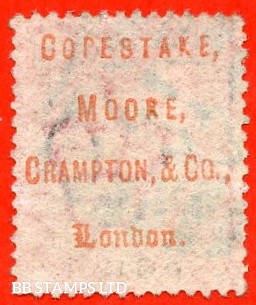 COPESTAKE,
MOORE,
CRAMPTON, & CO.,
London.
BB STAMPS LTD